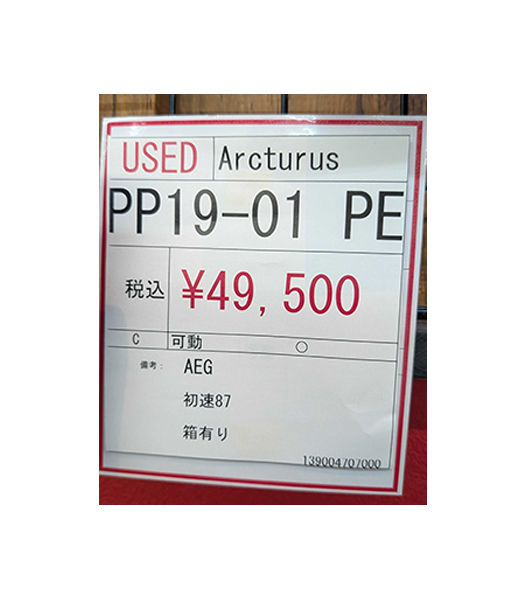 USED Arcturus
PP19-01 PE
税込 ¥49,500
C 可動 ○
備考: AEG
初速87
箱有り
139004707000